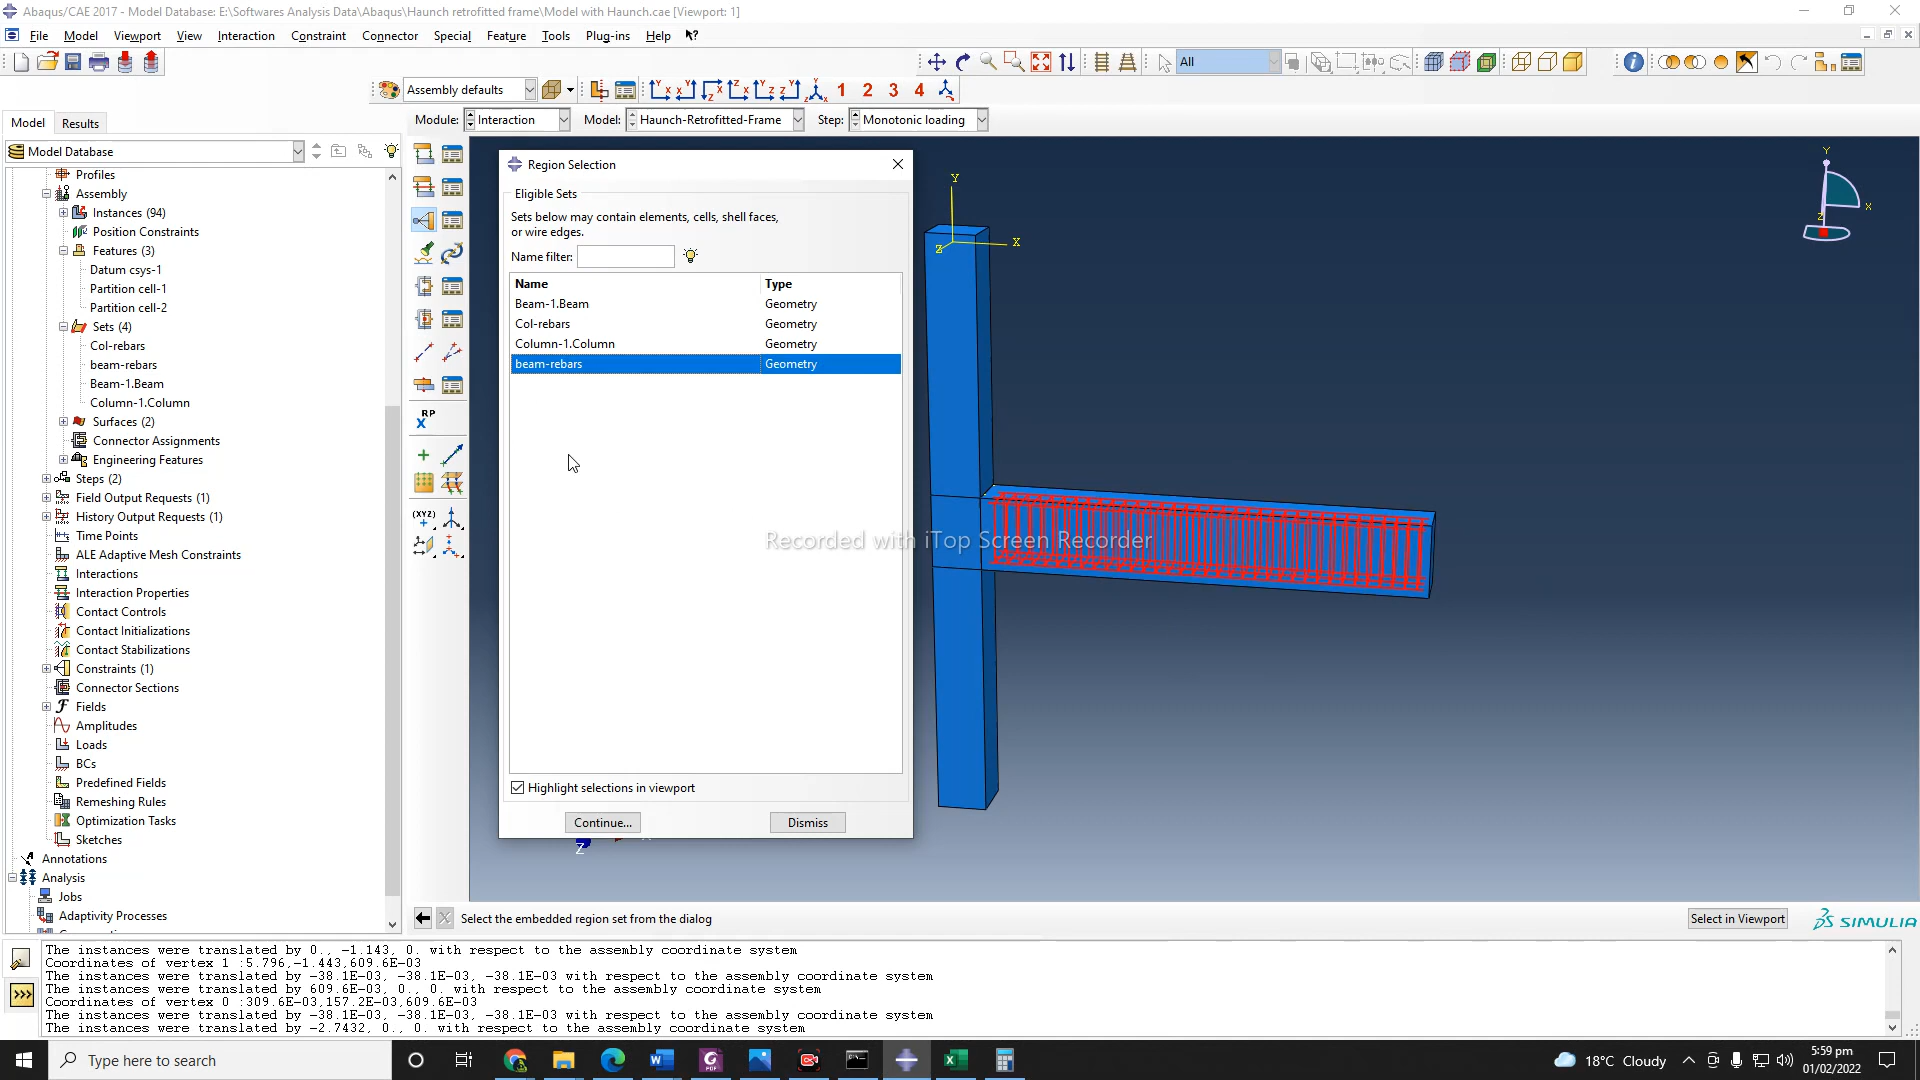 Abaqus/CAE 2017 - Model Database: E:\Softwares Analysis Data\Abaqus\Haunch retrofitted frame\Model with Haunch.cae [Viewport: 1]
File Model Viewport View Interaction Constraint Connector Special Feature Tools Plug-ins Help
All
Assembly defaults
1 2 3 4
Model Results
Module: Interaction Model: Haunch-Retrofitted-Frame Step: Monotonic loading
Model Database
Profiles
Assembly
Instances (94)
Position Constraints
Features (3)
Datum csys-1
Partition cell-1
Partition cell-2
Sets (4)
Col-rebars
beam-rebars
Beam-1.Beam
Column-1.Column
Surfaces (2)
Connector Assignments
Engineering Features
Steps (2)
Field Output Requests (1)
History Output Requests (1)
Time Points
ALE Adaptive Mesh Constraints
Interactions
Interaction Properties
Contact Controls
Contact Initializations
Contact Stabilizations
Constraints (1)
Connector Sections
Fields
Amplitudes
Loads
BCs
Predefined Fields
Remeshing Rules
Optimization Tasks
Sketches
Annotations
Analysis
Jobs
Adaptivity Processes
RP
(XYZ)
Region Selection
Eligible Sets
Sets below may contain elements, cells, shell faces,
or wire edges.
Name filter:
Name Type
Beam-1.Beam Geometry
Col-rebars Geometry
Column-1.Column Geometry
beam-rebars Geometry
Highlight selections in viewport
Continue... Dismiss
Y
X
Z
Y
X
Z
Z
Recorded with iTop Screen Recorder
Select the embedded region set from the dialog
Select in Viewport
SIMULIA
The instances were translated by 0., -1.143, 0. with respect to the assembly coordinate system
Coordinates of vertex 1 :5.796,-1.443,609.6E-03
The instances were translated by -38.1E-03, -38.1E-03, -38.1E-03 with respect to the assembly coordinate system
The instances were translated by 609.6E-03, 0., 0. with respect to the assembly coordinate system
Coordinates of vertex 0 :309.6E-03,157.2E-03,609.6E-03
The instances were translated by -38.1E-03, -38.1E-03, -38.1E-03 with respect to the assembly coordinate system
The instances were translated by -2.7432, 0., 0. with respect to the assembly coordinate system
>>>
Type here to search
18°C Cloudy
5:59 pm
01/02/2022